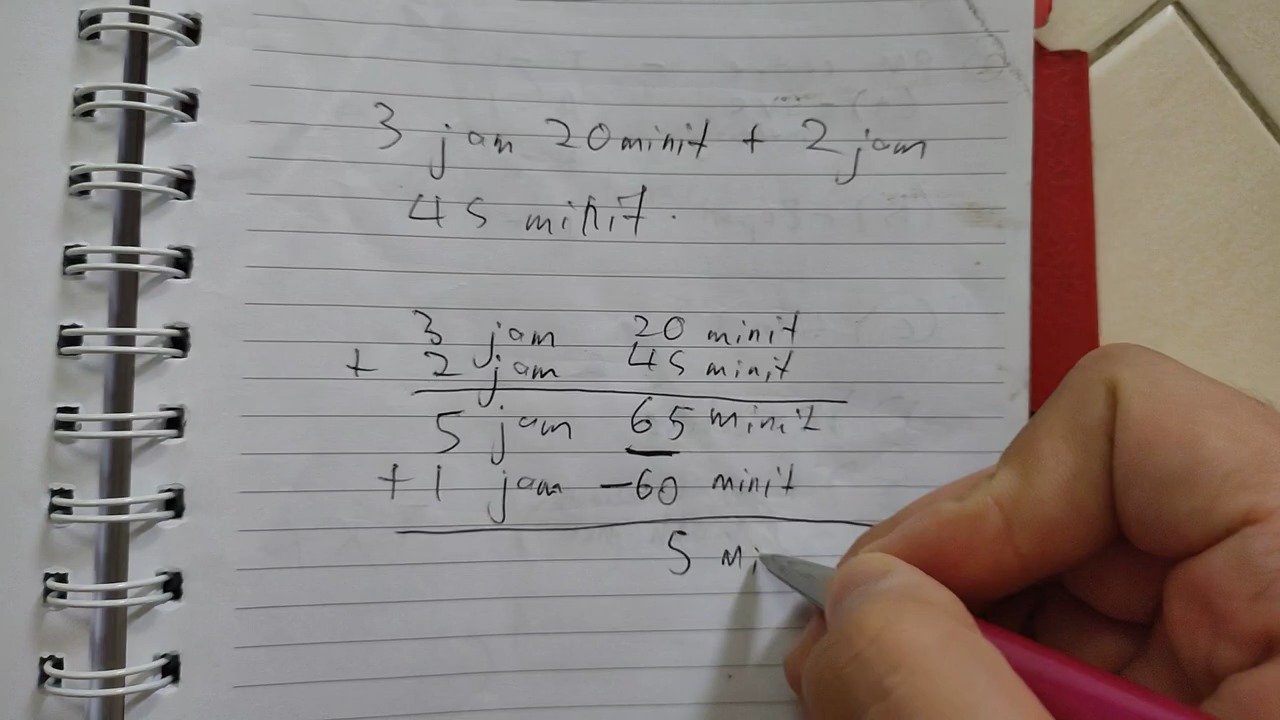 3 jam 20 minit + 2 jam
45 minit.
3 jam 20 minit
+ 2 jam 45 minit
5 jam 65 minit
+1 jam -60 minit
5 mi